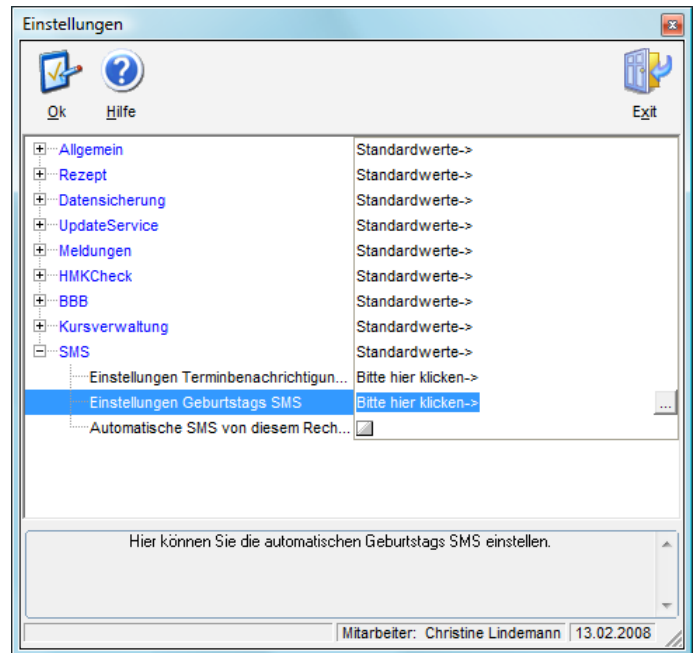 Einstellungen
Ok Hilfe Exit
Allgemein Standardwerte->
Rezept Standardwerte->
Datensicherung Standardwerte->
UpdateService Standardwerte->
Meldungen Standardwerte->
HMKCheck Standardwerte->
BBB Standardwerte->
Kursverwaltung Standardwerte->
SMS Standardwerte->
Einstellungen Terminbenachrichtigun... Bitte hier klicken->
Einstellungen Geburtstags SMS Bitte hier klicken-> ...
Automatische SMS von diesem Rech...
Hier können Sie die automatischen Geburtstags SMS einstellen.
Mitarbeiter: Christine Lindemann 13.02.2008